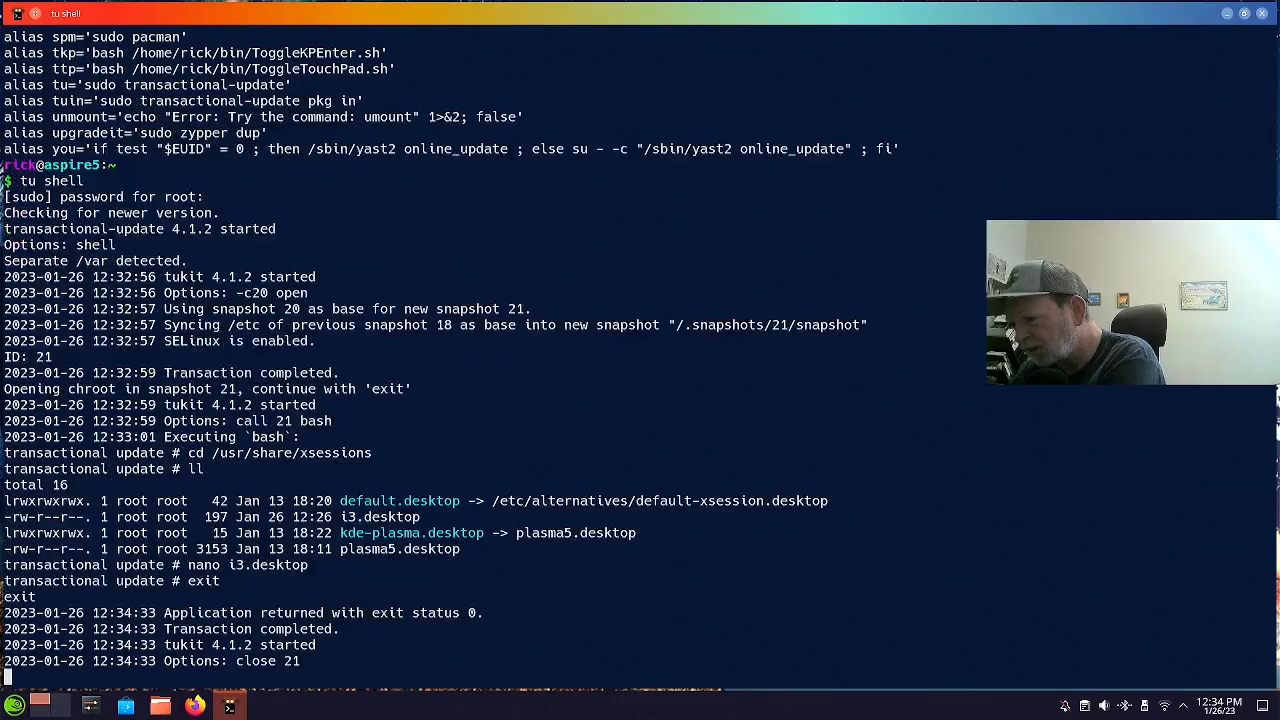 tu shell
alias spm='sudo pacman'
alias tkp='bash /home/rick/bin/ToggleKPEnter.sh'
alias ttp='bash /home/rick/bin/ToggleTouchPad.sh'
alias tu='sudo transactional-update'
alias tuin='sudo transactional-update pkg in'
alias unmount='echo "Error: Try the command: umount" 1>&2; false'
alias upgradeit='sudo zypper dup'
alias you='if test "$EUID" = 0 ; then /sbin/yast2 online_update ; else su - -c "/sbin/yast2 online_update" ; fi'
rick@aspire5:~
$ tu shell
[sudo] password for root:
Checking for newer version.
transactional-update 4.1.2 started
Options: shell
Separate /var detected.
2023-01-26 12:32:56 tukit 4.1.2 started
2023-01-26 12:32:56 Options: -c20 open
2023-01-26 12:32:57 Using snapshot 20 as base for new snapshot 21.
2023-01-26 12:32:57 Syncing /etc of previous snapshot 18 as base into new snapshot "/.snapshots/21/snapshot"
2023-01-26 12:32:57 SELinux is enabled.
ID: 21
2023-01-26 12:32:59 Transaction completed.
Opening chroot in snapshot 21, continue with 'exit'
2023-01-26 12:32:59 tukit 4.1.2 started
2023-01-26 12:32:59 Options: call 21 bash
2023-01-26 12:33:01 Executing `bash`:
transactional update # cd /usr/share/xsessions
transactional update # ll
total 16
lrwxrwxrwx. 1 root root   42 Jan 13 18:20 default.desktop -> /etc/alternatives/default-xsession.desktop
-rw-r--r--. 1 root root  197 Jan 26 12:26 i3.desktop
lrwxrwxrwx. 1 root root   15 Jan 13 18:22 kde-plasma.desktop -> plasma5.desktop
-rw-r--r--. 1 root root 3153 Jan 13 18:11 plasma5.desktop
transactional update # nano i3.desktop
transactional update # exit
exit
2023-01-26 12:34:33 Application returned with exit status 0.
2023-01-26 12:34:33 Transaction completed.
2023-01-26 12:34:33 tukit 4.1.2 started
2023-01-26 12:34:33 Options: close 21
12:34 PM
1/26/23